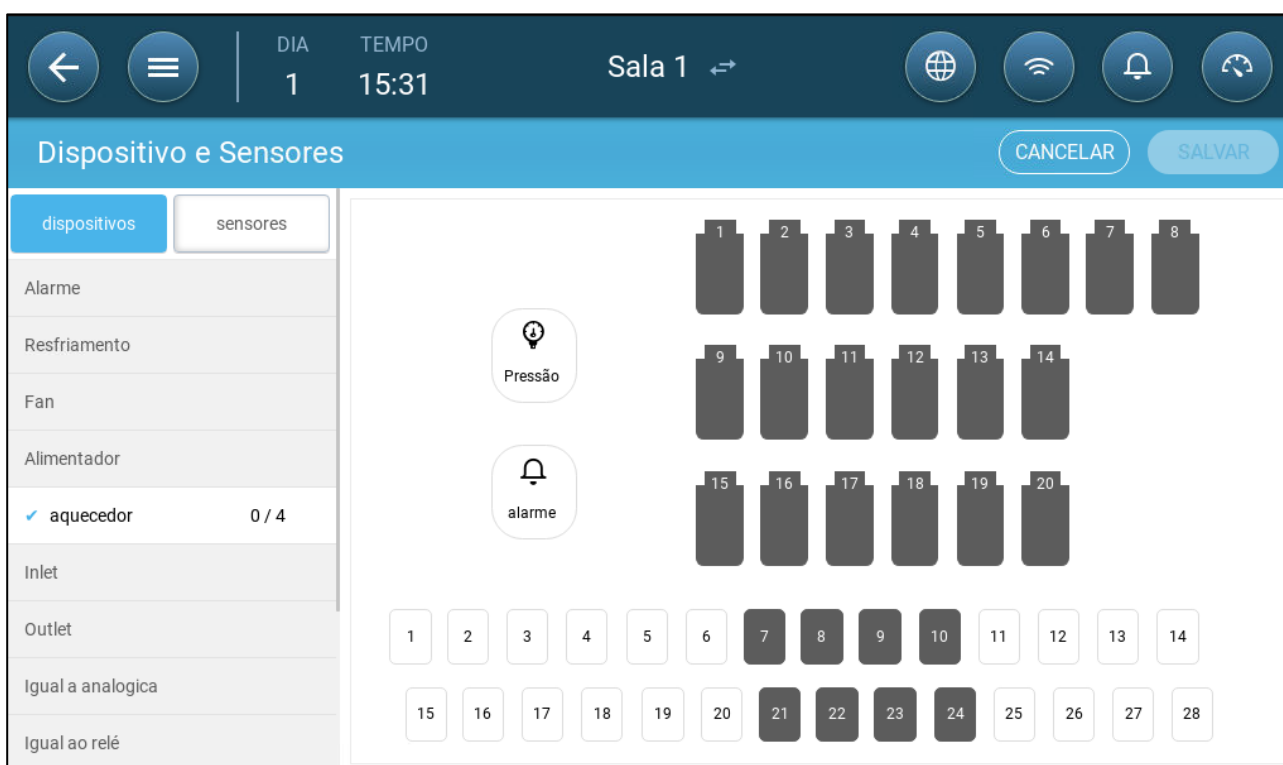 DIA TEMPO
1 15:31 Sala 1
Dispositivo e Sensores CANCELAR SALVAR
dispositivos sensores
Alarme
Resfriamento
Fan
Alimentador
aquecedor 0 / 4
Inlet
Outlet
Igual a analogica
Igual ao relé
1 2 3 4 5 6 7 8
Pressão
9 10 11 12 13 14
alarme
15 16 17 18 19 20
1 2 3 4 5 6 7 8 9 10 11 12 13 14
15 16 17 18 19 20 21 22 23 24 25 26 27 28